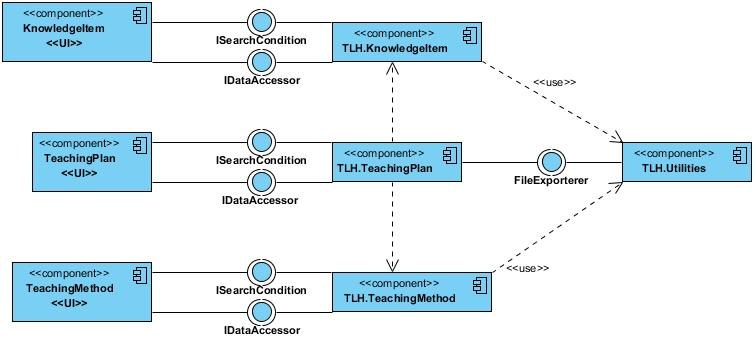 <<component>>
KnowledgeItem
<<UI>>
ISearchCondition
IDataAccessor
<<component>>
TLH.KnowledgeItem
<<use>>
<<component>>
TeachingPlan
<<UI>>
ISearchCondition
IDataAccessor
<<component>>
TLH.TeachingPlan
FileExporterer
<<component>>
TLH.Utilities
<<component>>
TeachingMethod
<<UI>>
ISearchCondition
IDataAccessor
<<component>>
TLH.TeachingMethod
<<use>>